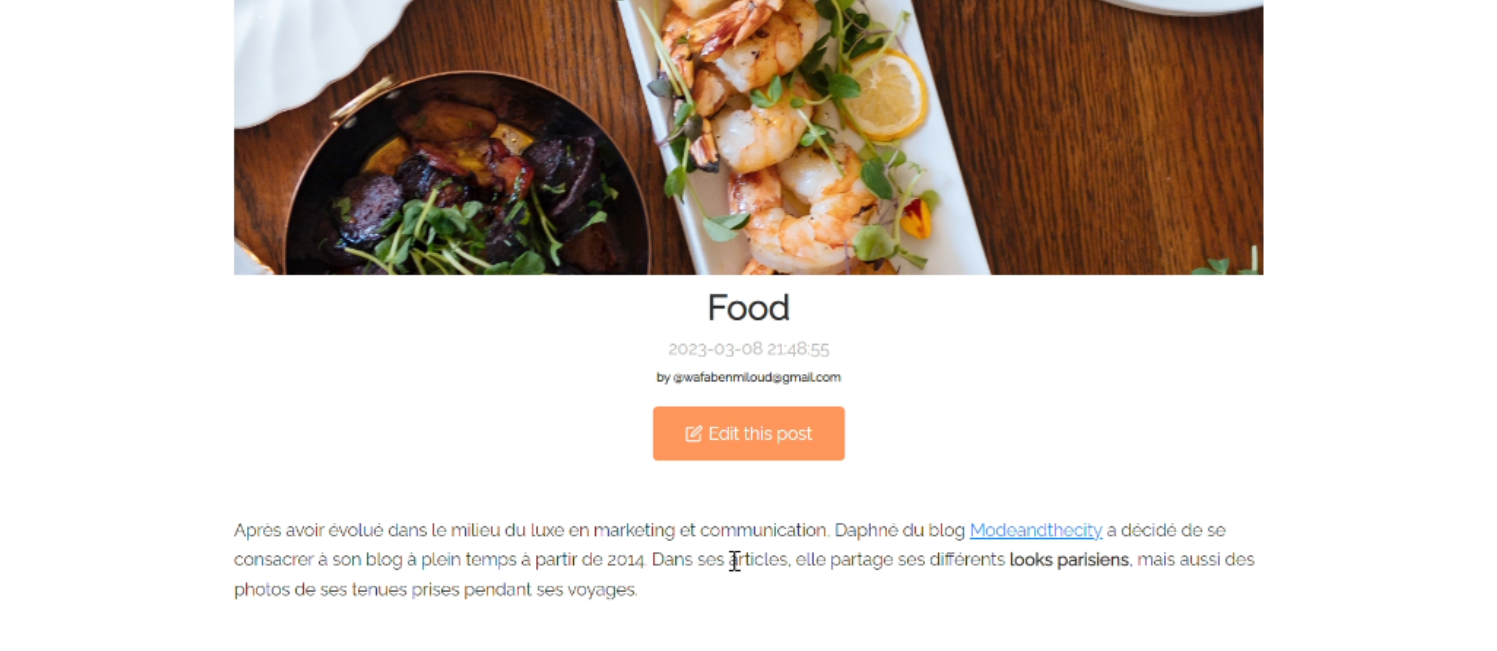 Food
2023-03-08 21:48:55
by @wafabenmiloud@gmail.com
Edit this post
Après avoir évolué dans le milieu du luxe en marketing et communication, Daphné du blog Modeandthecity a décidé de se
consacrer à son blog à plein temps à partir de 2014. Dans ses articles, elle partage ses différents looks parisiens, mais aussi des
photos de ses tenues prises pendant ses voyages.